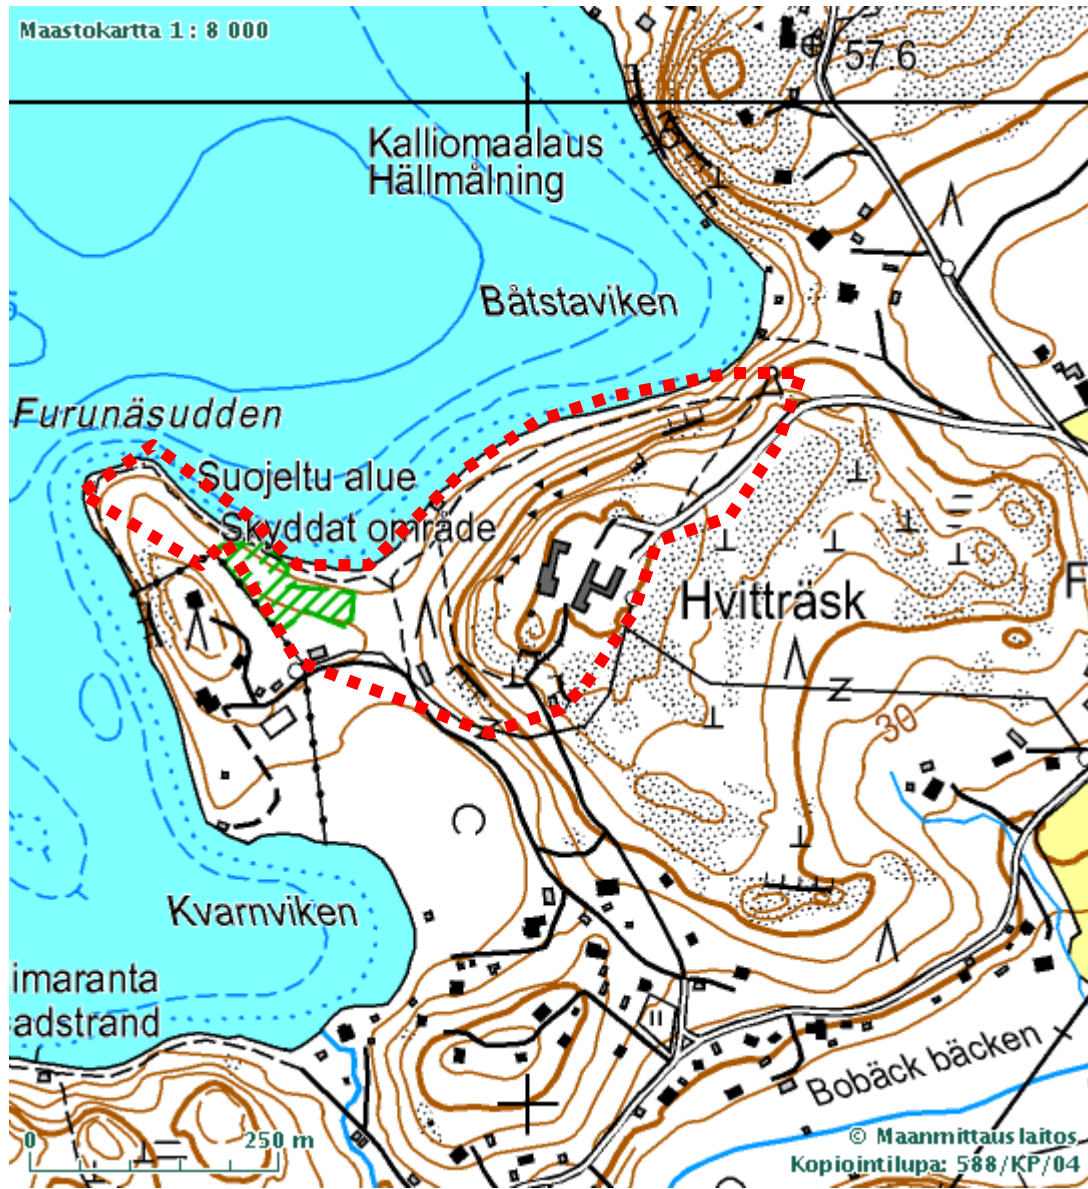 Maastokartta 1 : 8 000
57.6
Kalliomaalaus
Hällmålning
Båtstaviken
Furunäsudden
Suojeltu alue
Skyddat område
Hvitträsk
F
30
Kvarnviken
imaranta
adstrand
Bobäck bäcken
0 250 m
© Maanmittauslaitos
Kopiointilupa: 588/KP/04